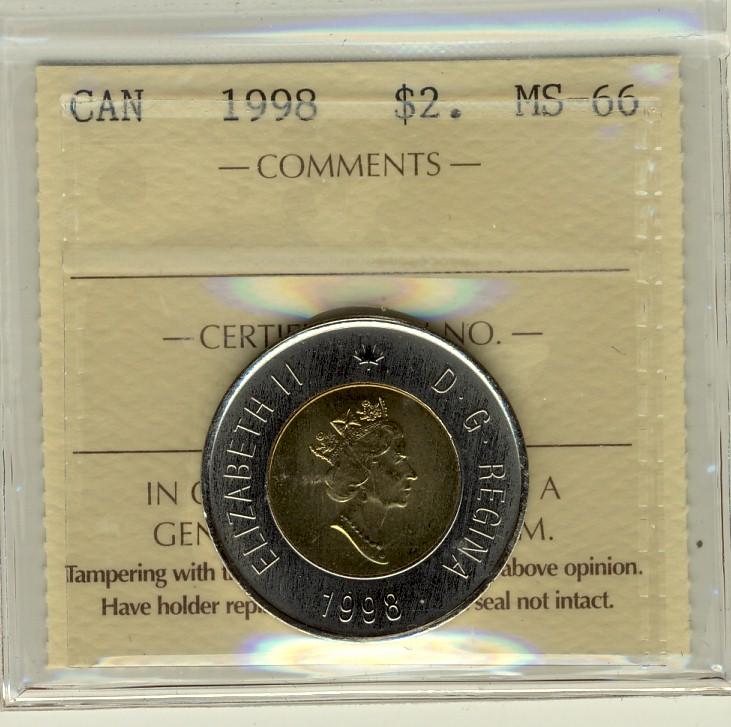 CAN 1998 $2. MS-66
— COMMENTS —
— CERTIF NO. —
ELIZABETH II D·G·REGINA
1998
IN A
GEN M.
Tampering with t above opinion.
Have holder rep seal not intact.